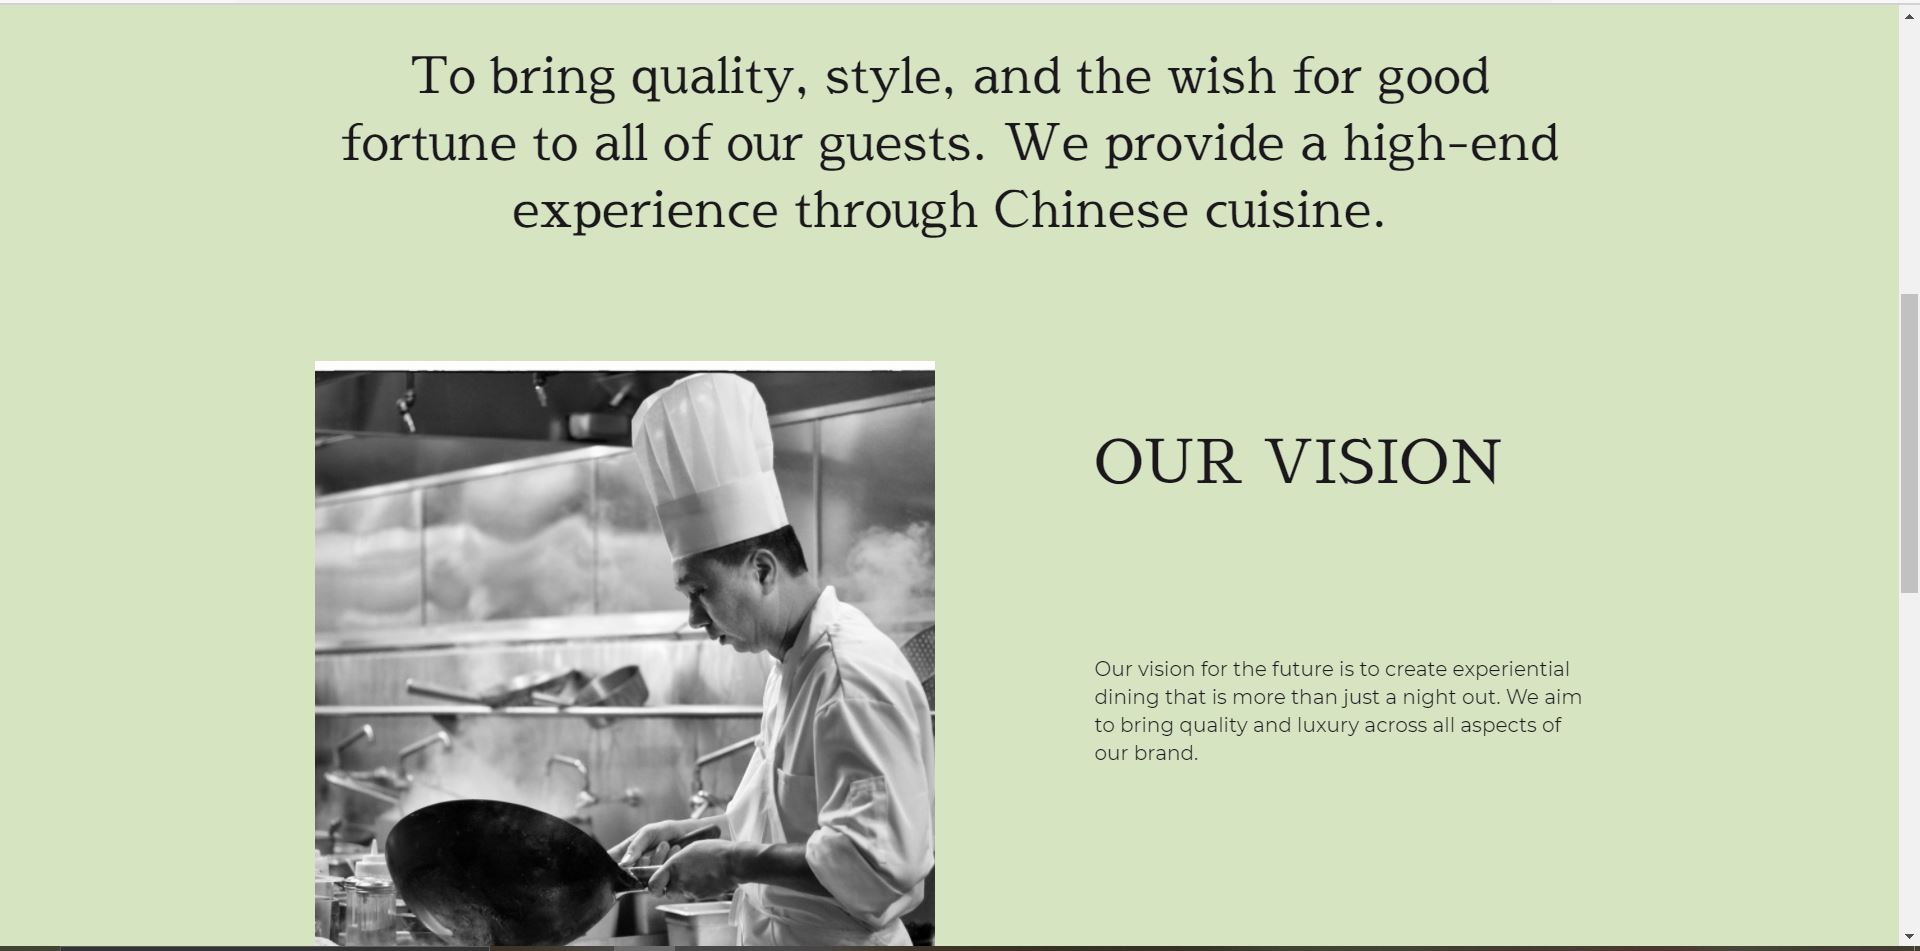 To bring quality, style, and the wish for good
fortune to all of our guests. We provide a high-end
experience through Chinese cuisine.
OUR VISION
Our vision for the future is to create experiential
dining that is more than just a night out. We aim
to bring quality and luxury across all aspects of
our brand.